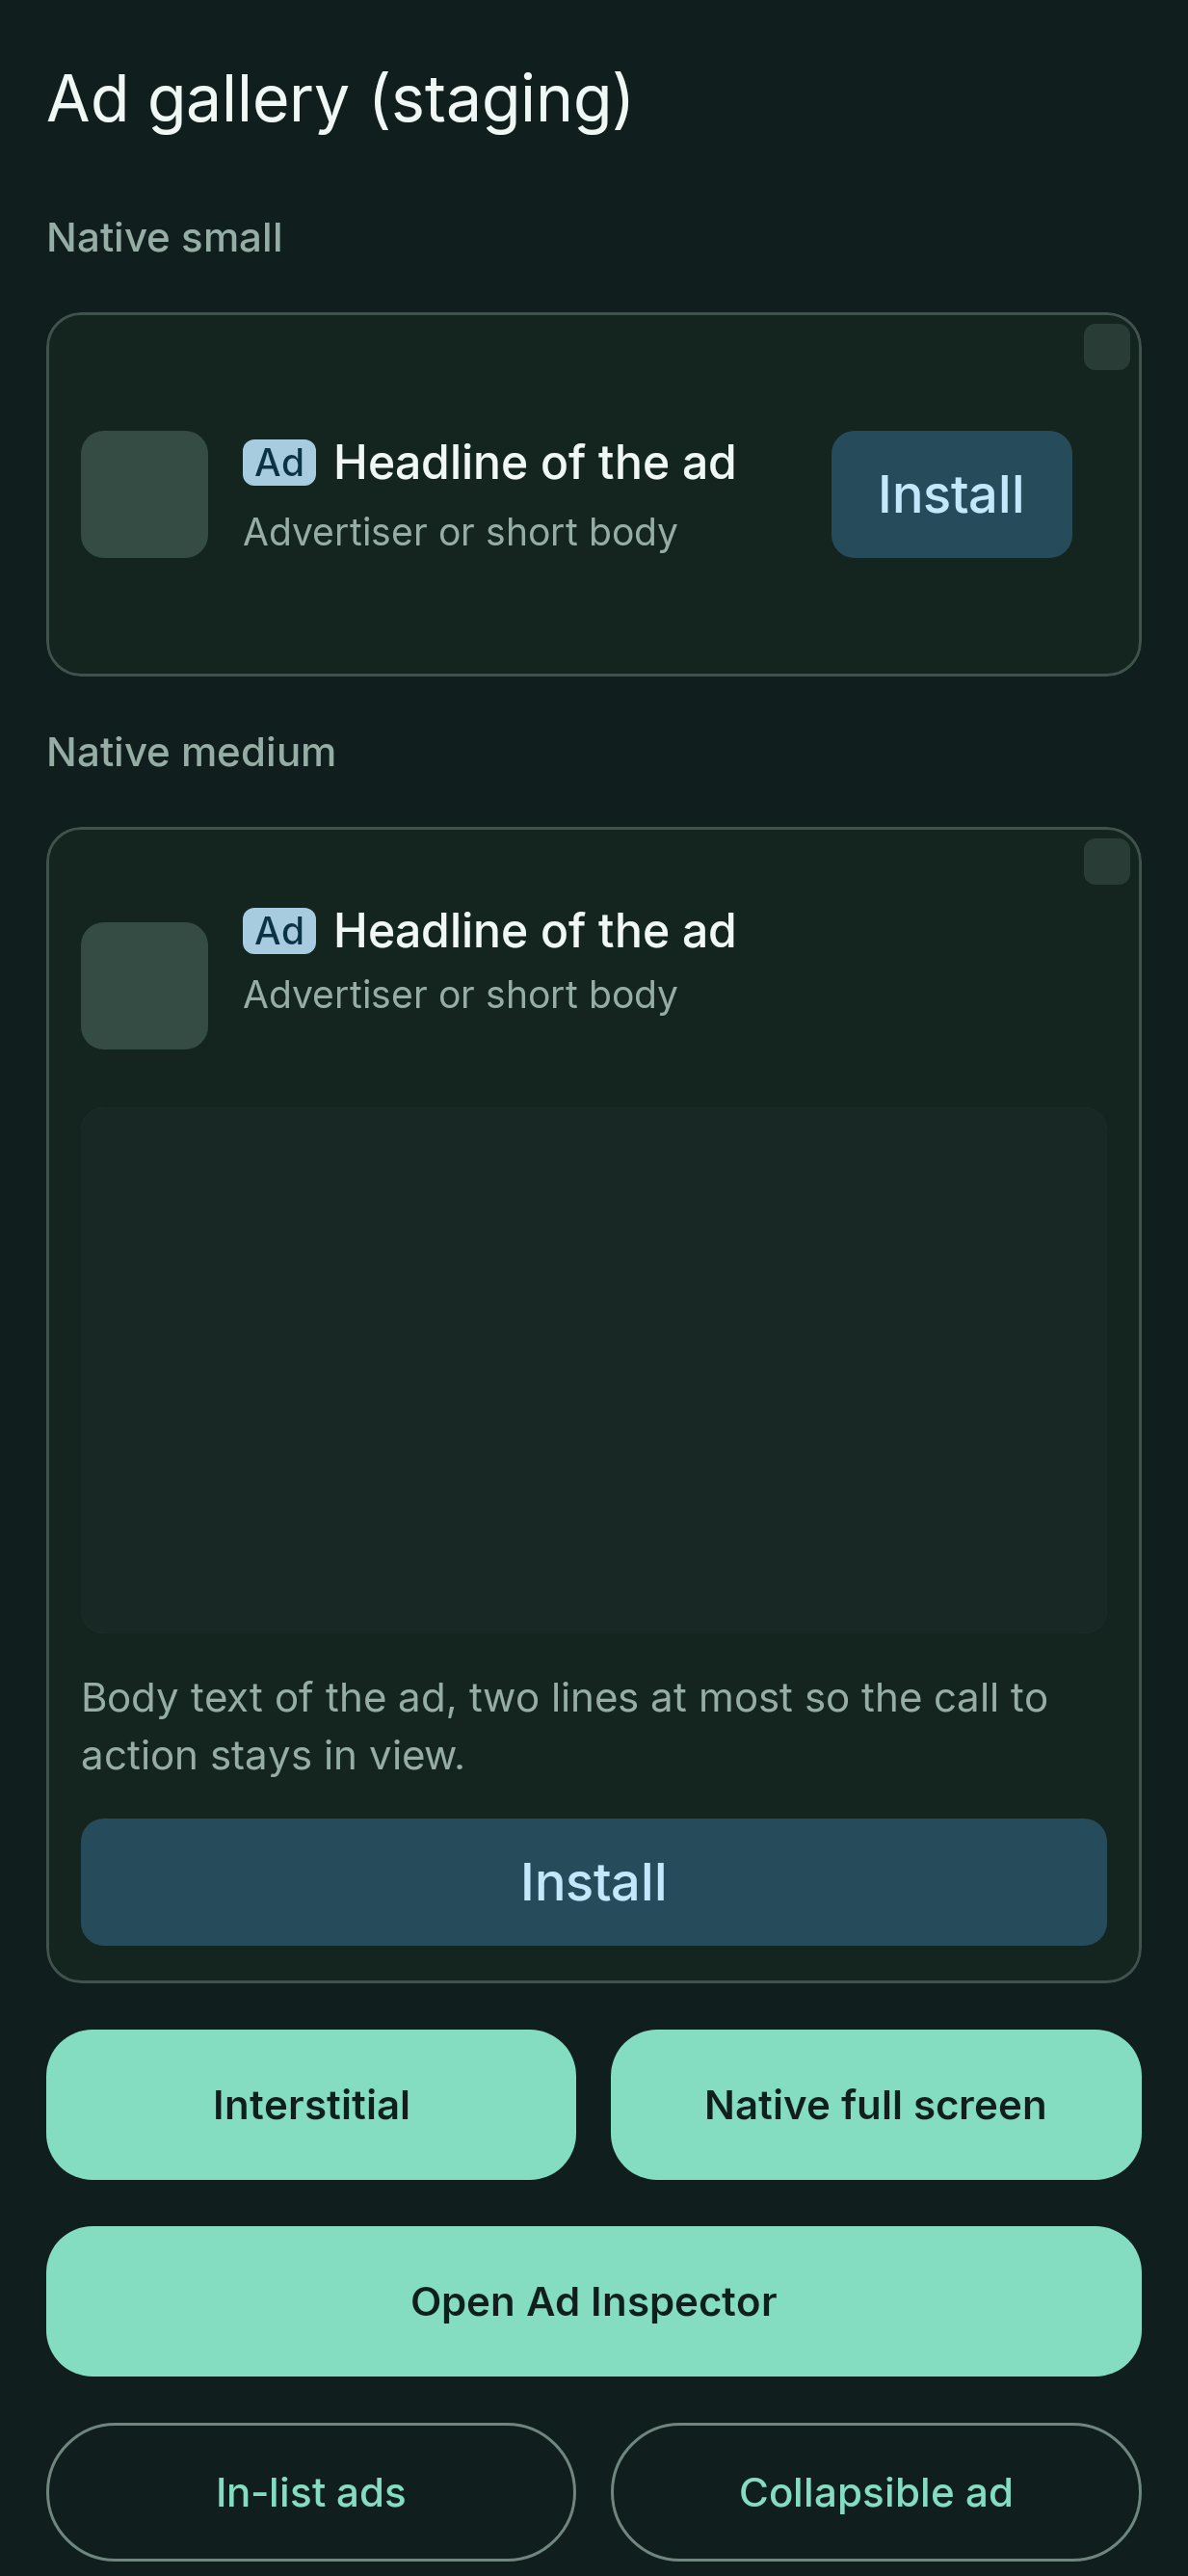 Ad gallery (staging)
Native small
Ad Headline of the ad
Advertiser or short body
Install
Native medium
Ad Headline of the ad
Advertiser or short body
Body text of the ad, two lines at most so the call to
action stays in view.
Install
Interstitial
Native full screen
Open Ad Inspector
In-list ads
Collapsible ad